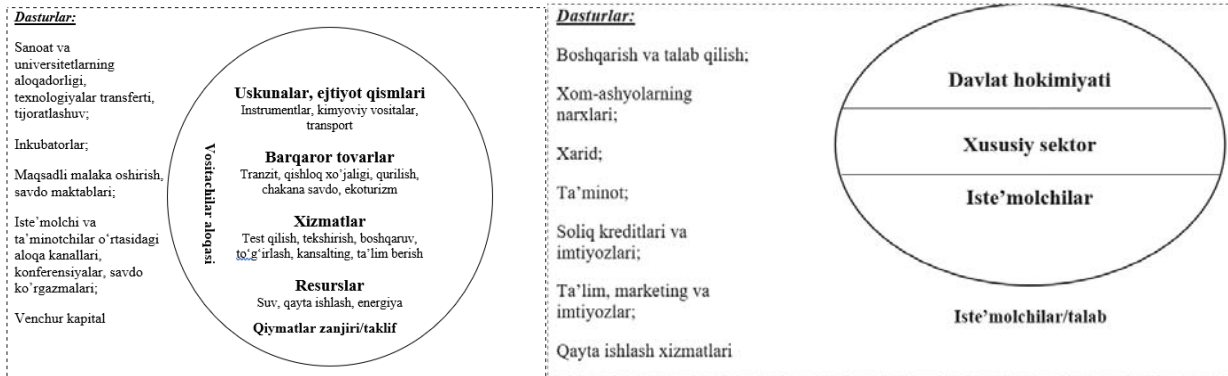 Dasturlar:
Sanoat va
universitetlarning
aloqadorligi,
texnologiyalar transferti,
tijoratlashuv;
Inkubatorlar;
Maqsadli malaka oshirish,
savdo maktablari;
Iste’molchi va
ta’minotchilar o‘rtasidagi
aloqa kanallari,
konferensiyalar, savdo
ko’rgazmalari;
Venchur kapital
Vositachilar aloqasi
Uskunalar, ejtiyot qismlari
Instrumentlar, kimyoviy vositalar,
transport
Barqaror tovarlar
Tranzit, qishloq xo’jaligi, qurilish,
chakana savdo, ekoturizm
Xizmatlar
Test qilish, tekshirish, boshqaruv,
to‘g‘irlash, kansalting, ta’lim berish
Resurslar
Suv, qayta ishlash, energiya
Qiymatlar zanjiri/taklif
Dasturlar:
Boshqarish va talab qilish;
Xom-ashyolarning
narxlari;
Xarid;
Ta’minot;
Soliq kreditlari va
imtiyozlari;
Ta’lim, marketing va
imtiyozlar;
Qayta ishlash xizmatlari
Davlat hokimiyati
Xususiy sektor
Iste’molchilar
Iste’molchilar/talab